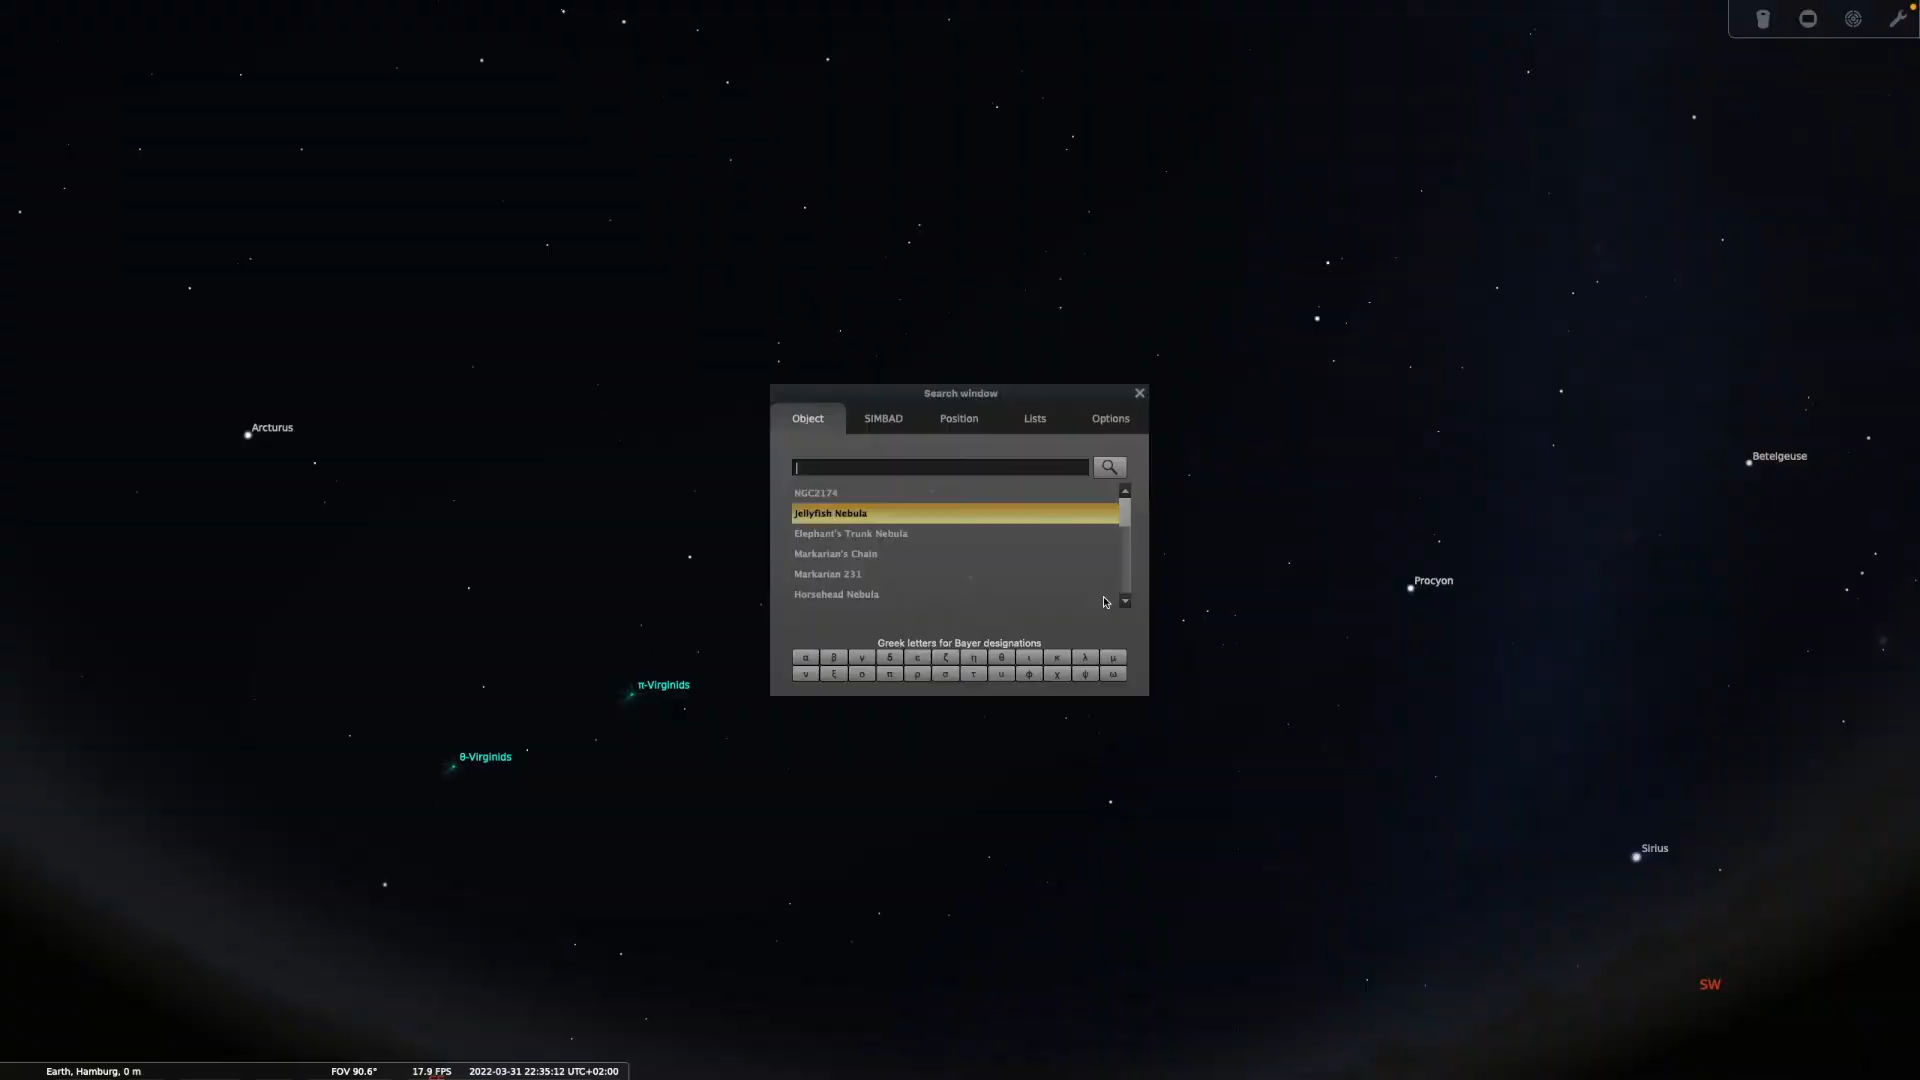 Search window
Object SIMBAD Position Lists Options
NGC2174
Jellyfish Nebula
Elephant's Trunk Nebula
Markarian's Chain
Markarian 231
Horsehead Nebula
Greek letters for Bayer designations
α β γ δ ε ζ η θ ι κ λ μ
ν ξ ο π ρ σ τ υ φ χ ψ ω
Arcturus
Betelgeuse
Procyon
π-Virginids
θ-Virginids
Sirius
SW
Earth, Hamburg, 0 m FOV 90.6° 17.9 FPS 2022-03-31 22:35:12 UTC+02:00